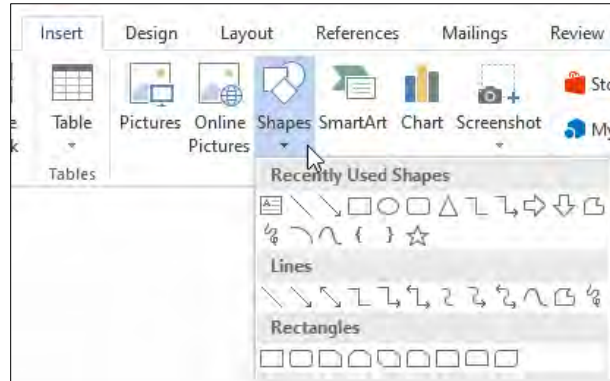 Insert Design Layout References Mailings Review
Table Pictures Online Pictures Shapes SmartArt Chart Screenshot
Tables
Recently Used Shapes
Lines
Rectangles